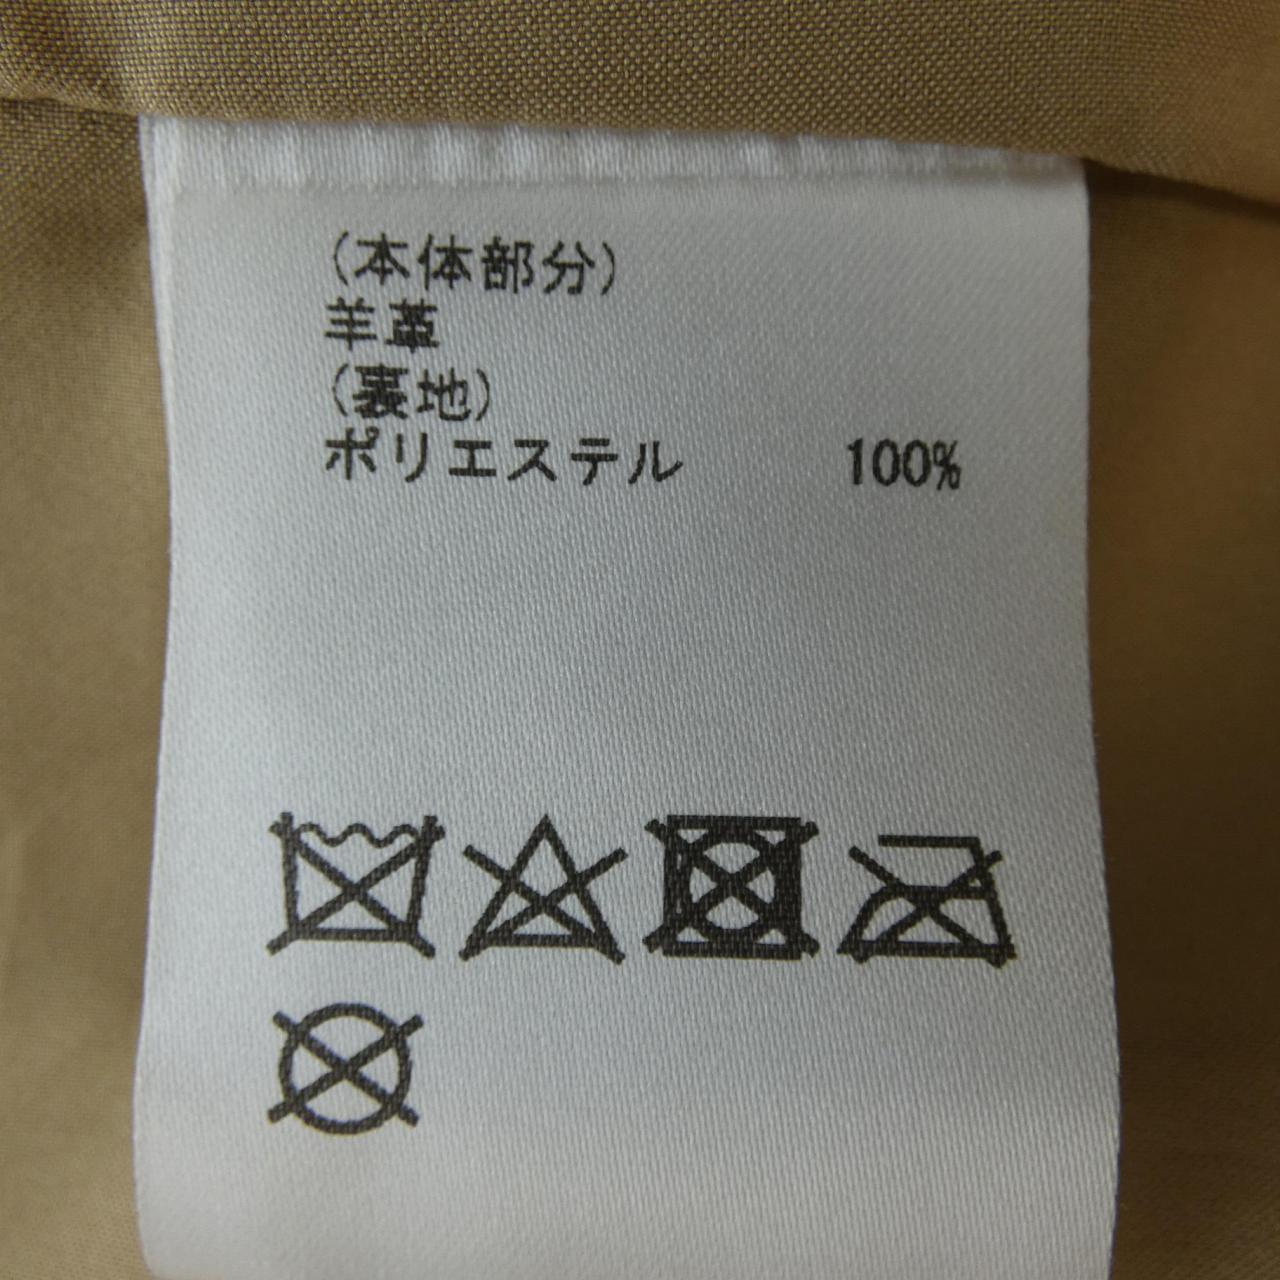 (本体部分)
羊革
(裏地)
ポリエステル 100%